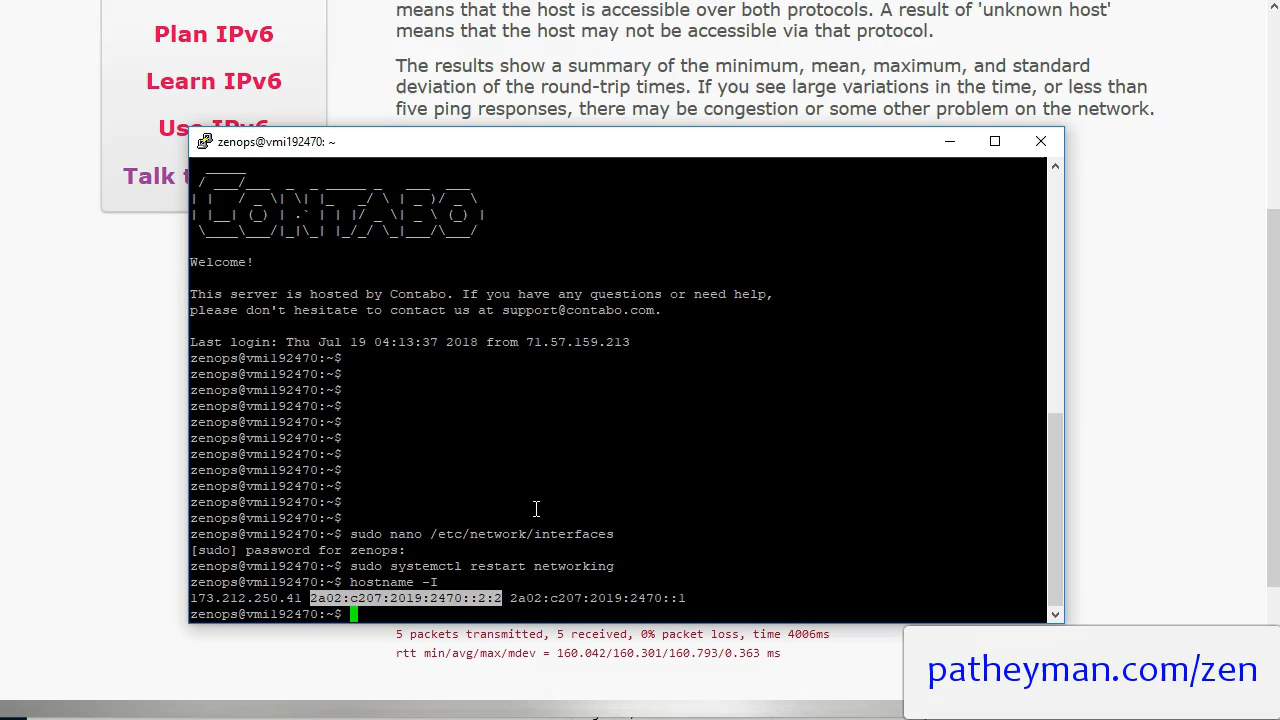 means that the host is accessible over both protocols. A result of 'unknown host'
means that the host may not be accessible via that protocol.
The results show a summary of the minimum, mean, maximum, and standard
deviation of the round-trip times. If you see large variations in the time, or less than
five ping responses, there may be congestion or some other problem on the network.
Plan IPv6
Learn IPv6
Use IPv6
Talk t
zenops@vmi192470: ~
CONTABO
Welcome!
This server is hosted by Contabo. If you have any questions or need help,
please don't hesitate to contact us at support@contabo.com.
Last login: Thu Jul 19 04:13:37 2018 from 71.57.159.213
zenops@vmi192470:~$
zenops@vmi192470:~$
zenops@vmi192470:~$
zenops@vmi192470:~$
zenops@vmi192470:~$
zenops@vmi192470:~$
zenops@vmi192470:~$
zenops@vmi192470:~$
zenops@vmi192470:~$
zenops@vmi192470:~$
zenops@vmi192470:~$
zenops@vmi192470:~$ sudo nano /etc/network/interfaces
[sudo] password for zenops:
zenops@vmi192470:~$ sudo systemctl restart networking
zenops@vmi192470:~$ hostname -I
173.212.250.41 2a02:c207:2019:2470::2:2 2a02:c207:2019:2470::1
zenops@vmi192470:~$
5 packets transmitted, 5 received, 0% packet loss, time 4006ms
rtt min/avg/max/mdev = 160.042/160.301/160.793/0.363 ms
patheyman.com/zen